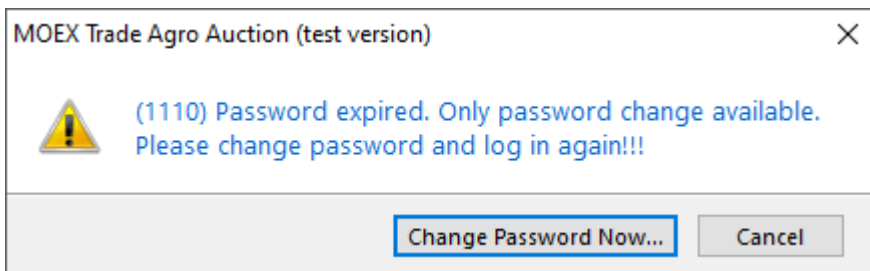 MOEX Trade Agro Auction (test version)
(1110) Password expired. Only password change available.
Please change password and log in again!!!
Change Password Now...
Cancel